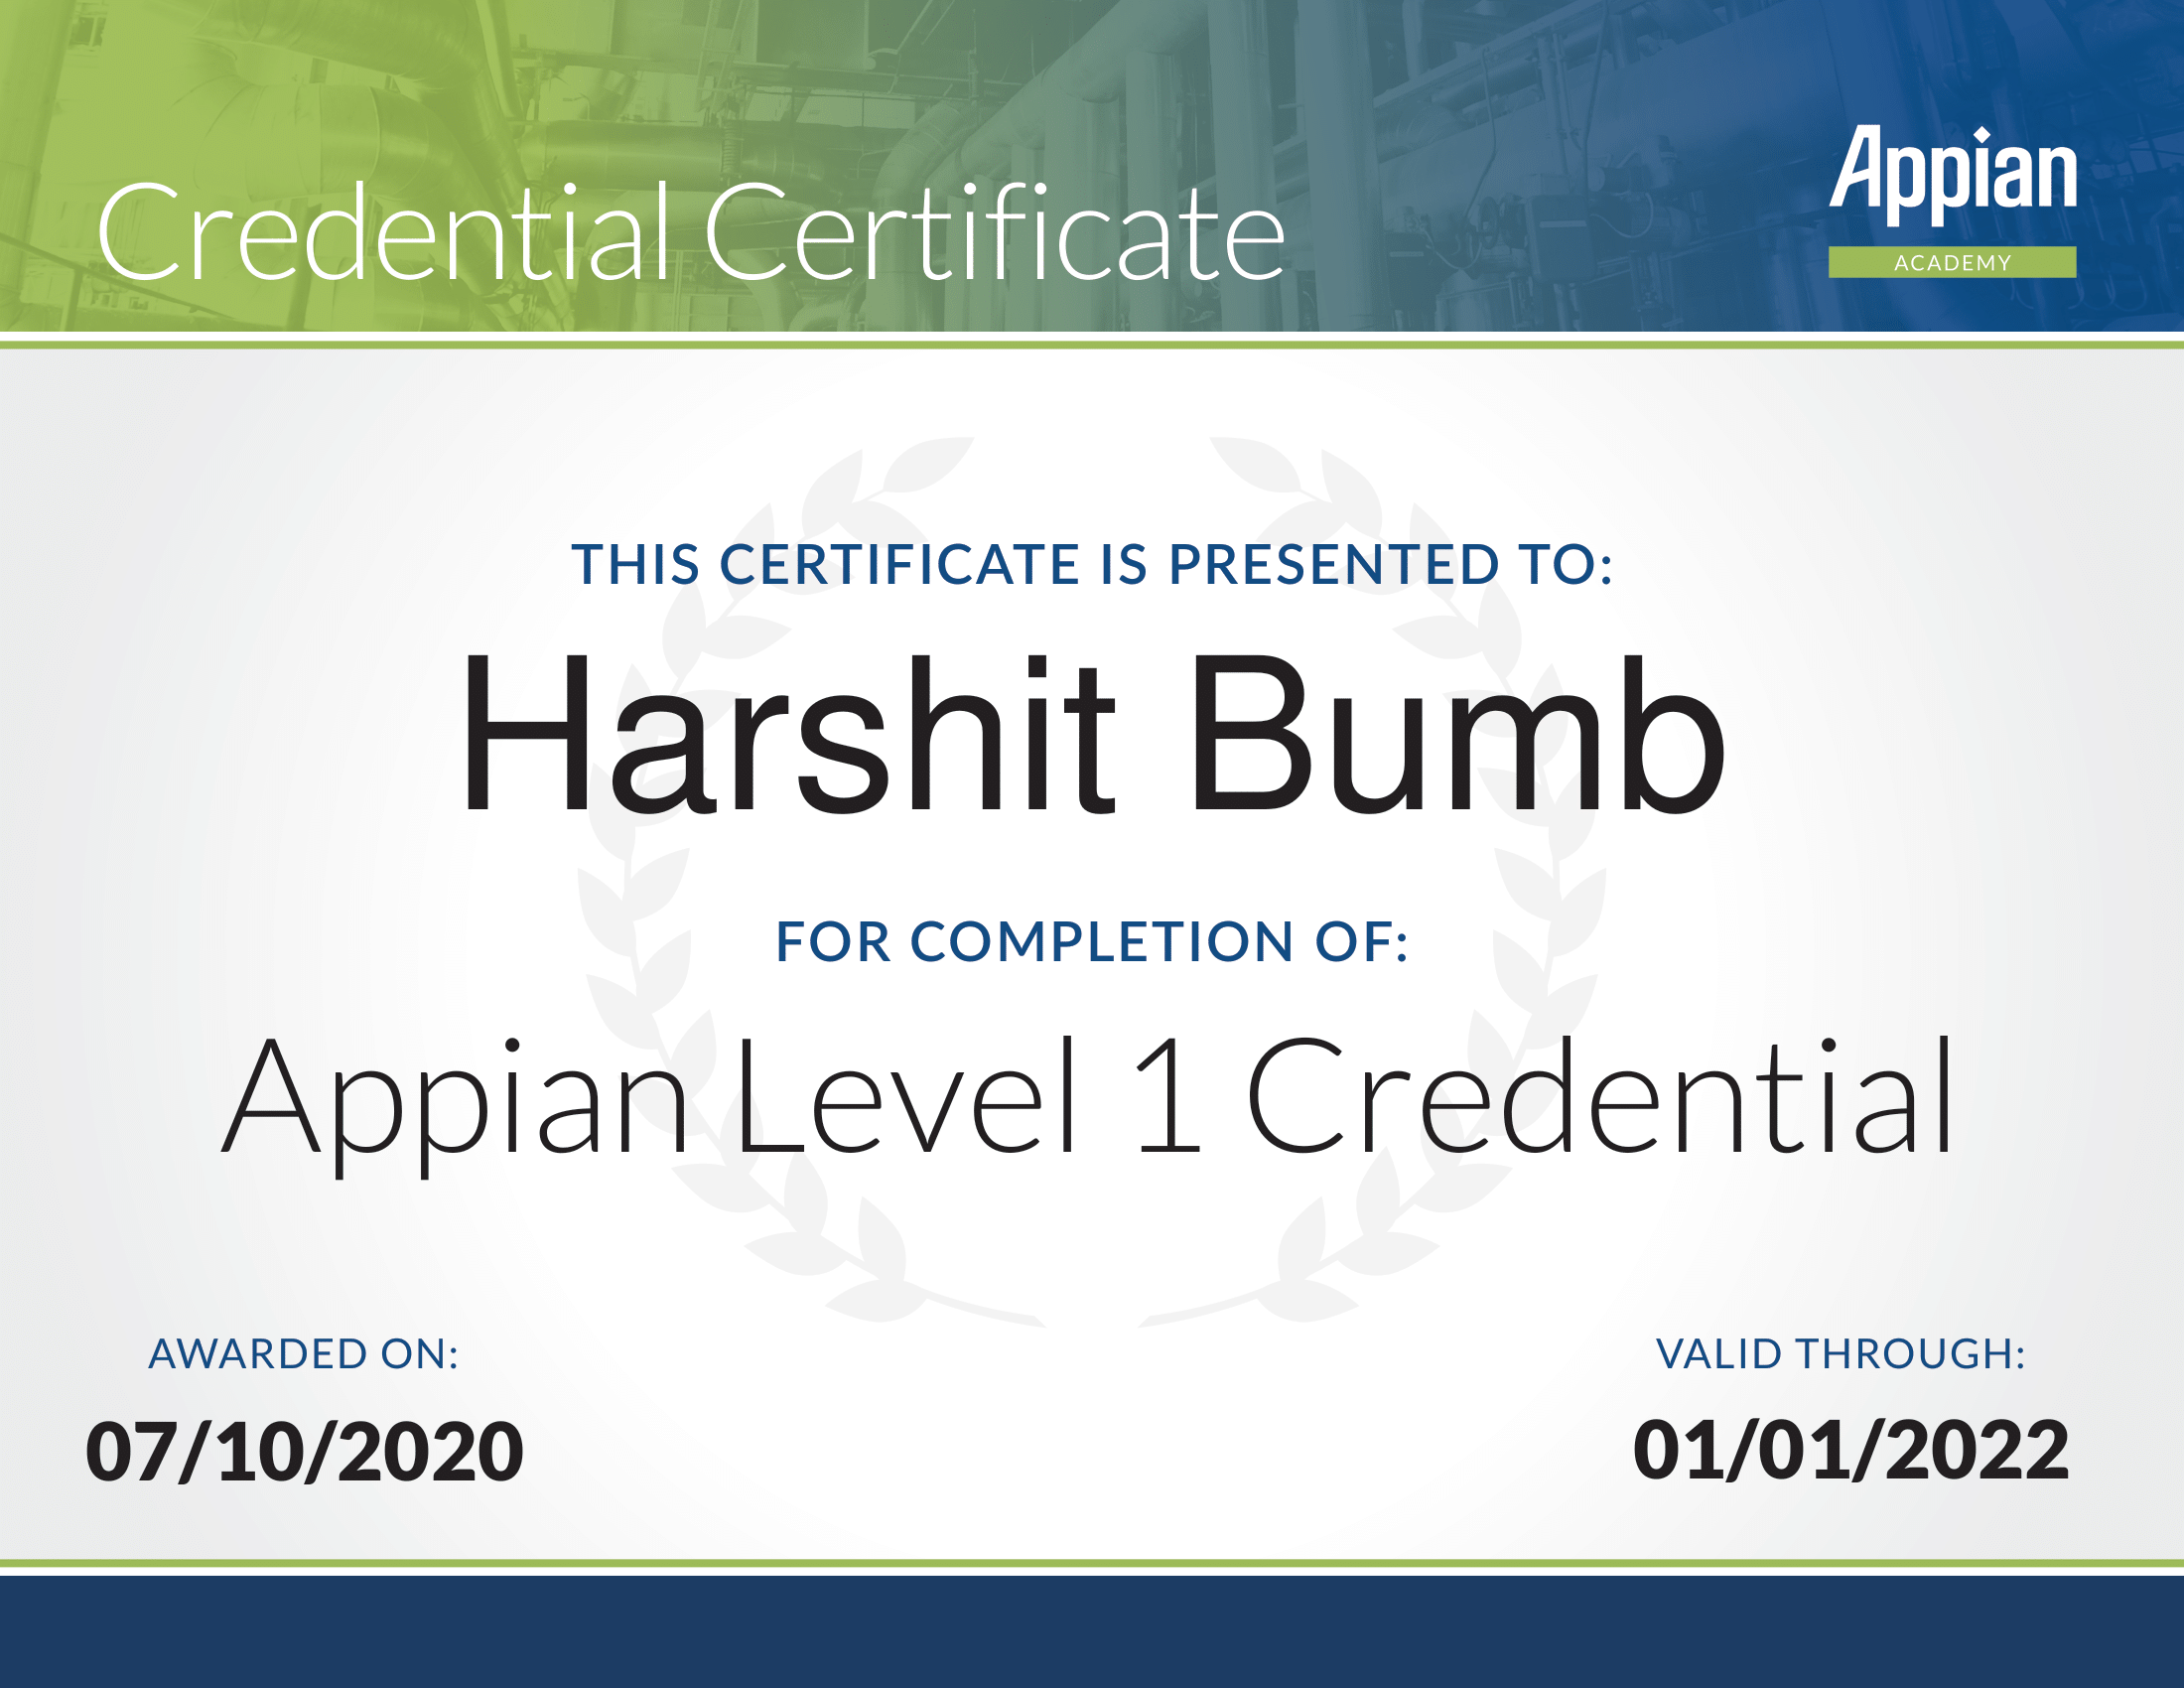 Credential Certificate
Appian
ACADEMY
THIS CERTIFICATE IS PRESENTED TO:
Harshit Bumb
FOR COMPLETION OF:
Appian Level 1 Credential
AWARDED ON:
07/10/2020
VALID THROUGH:
01/01/2022